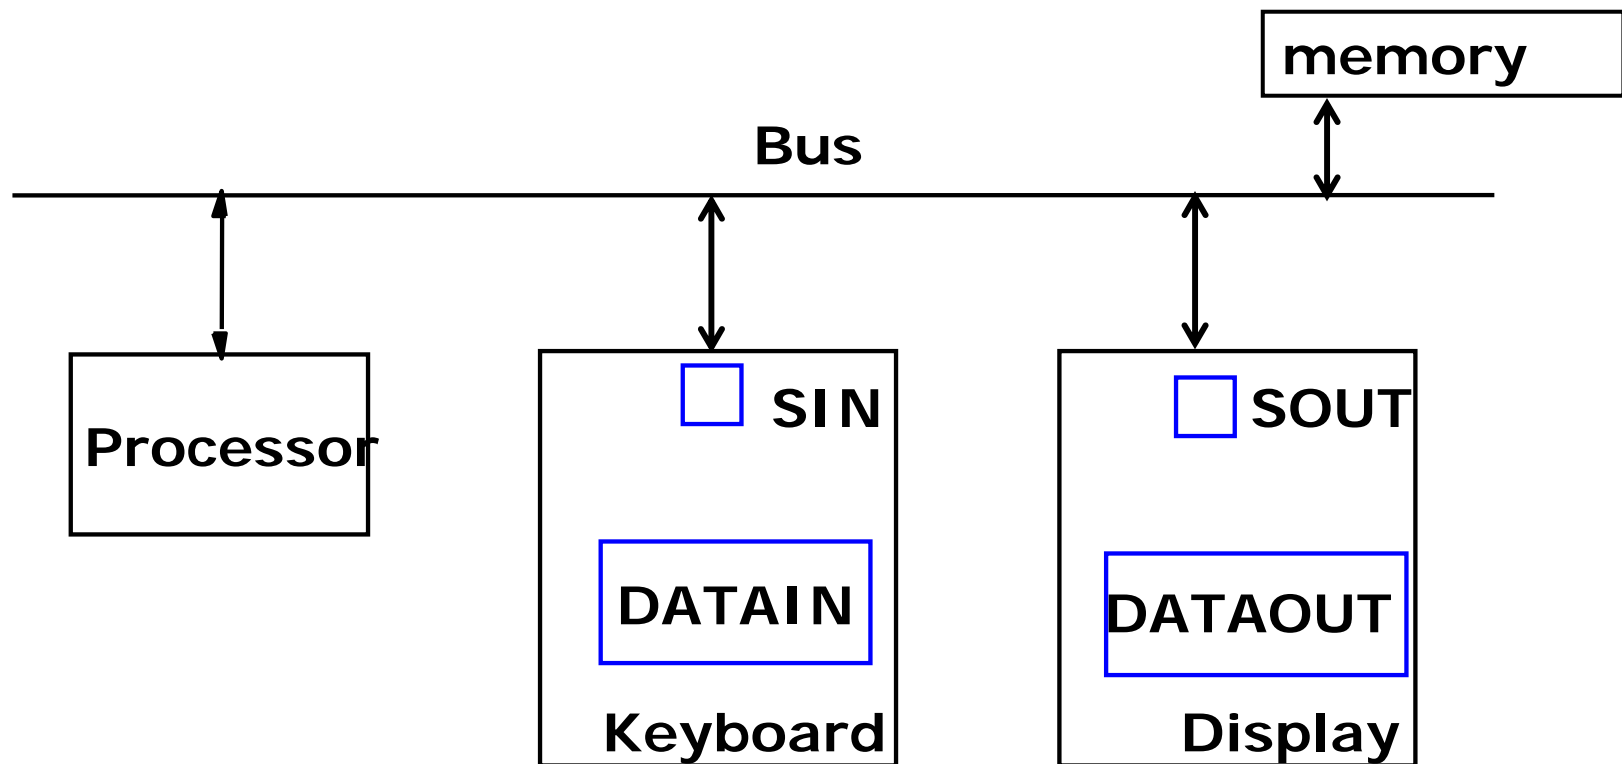 memory
Bus
SIN
SOUT
Processor
DATAIN
DATAOUT
Keyboard
Display